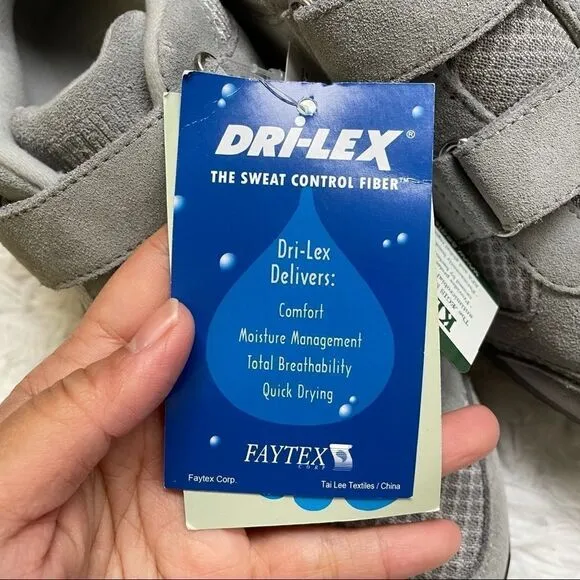 DRI-LEX®
THE SWEAT CONTROL FIBER™
Dri-Lex
Delivers:
Comfort
Moisture Management
Total Breathability
Quick Drying
FAYTEX
CORP
Faytex Corp.
Tai Lee Textiles / China